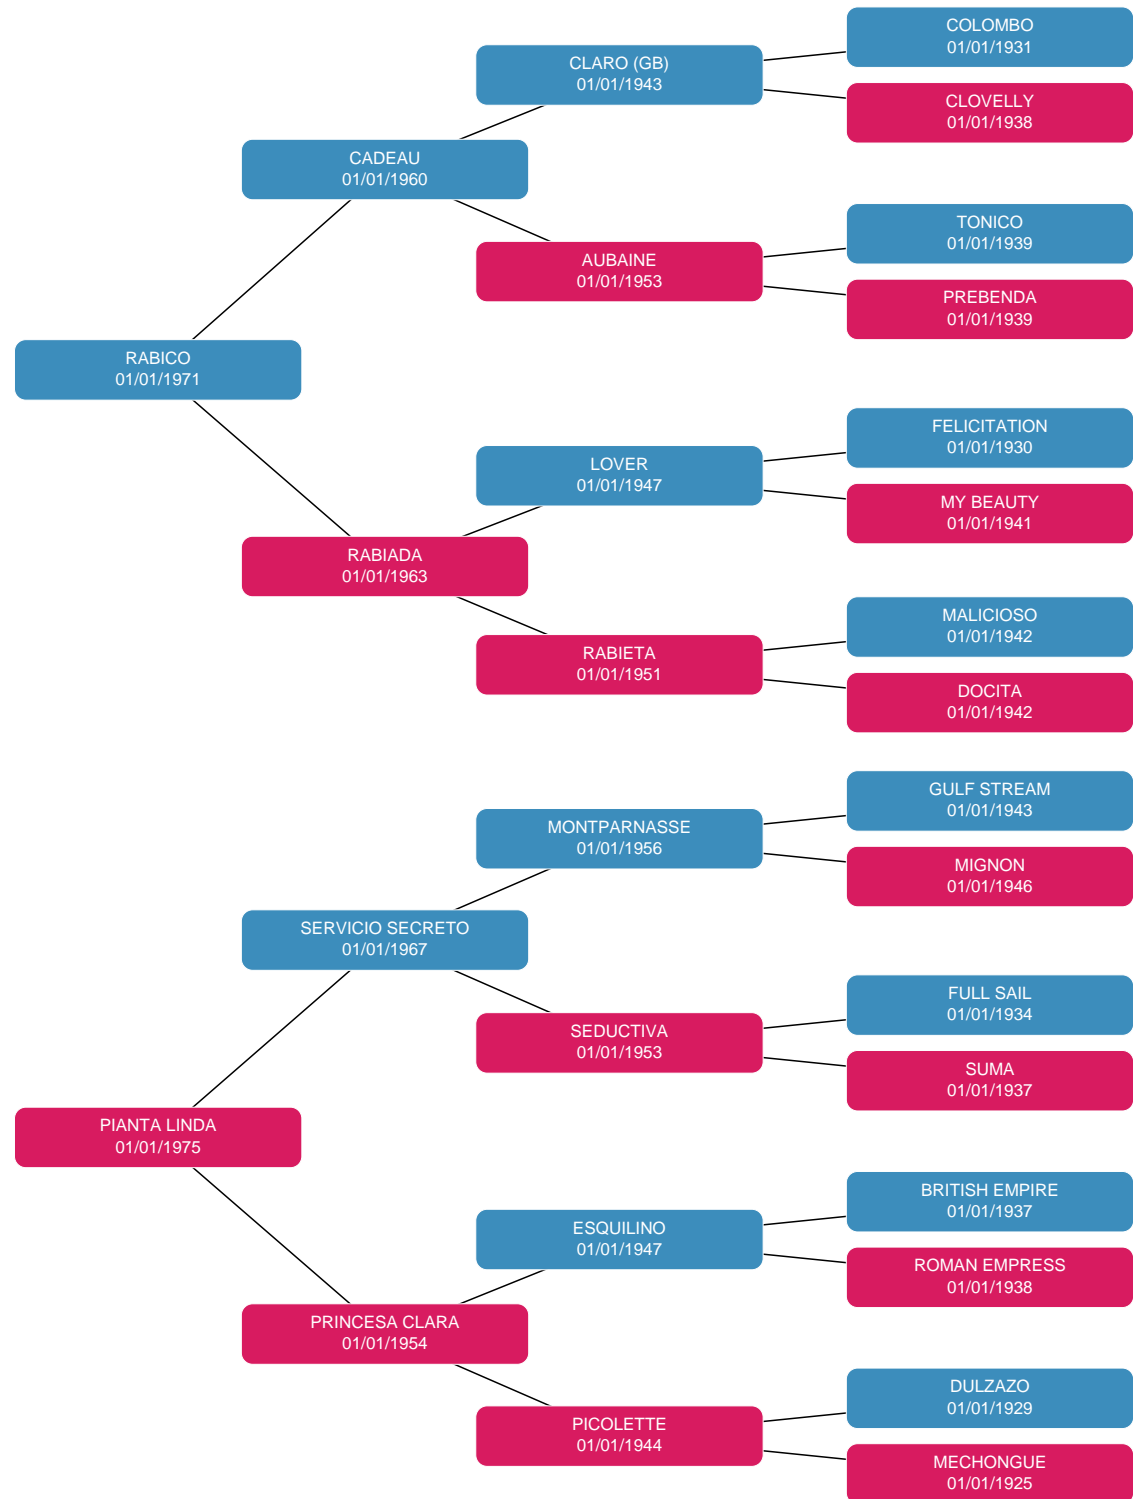 COLOMBO
01/01/1931
CLARO (GB)
01/01/1943
CLOVELLY
01/01/1938
CADEAU
01/01/1960
TONICO
01/01/1939
AUBAINE
01/01/1953
PREBENDA
01/01/1939
RABICO
01/01/1971
FELICITATION
01/01/1930
LOVER
01/01/1947
MY BEAUTY
01/01/1941
RABIADA
01/01/1963
MALICIOSO
01/01/1942
RABIETA
01/01/1951
DOCITA
01/01/1942
GULF STREAM
01/01/1943
MONTPARNASSE
01/01/1956
MIGNON
01/01/1946
SERVICIO SECRETO
01/01/1967
FULL SAIL
01/01/1934
SEDUCTIVA
01/01/1953
SUMA
01/01/1937
PIANTA LINDA
01/01/1975
BRITISH EMPIRE
01/01/1937
ESQUILINO
01/01/1947
ROMAN EMPRESS
01/01/1938
PRINCESA CLARA
01/01/1954
DULZAZO
01/01/1929
PICOLETTE
01/01/1944
MECHONGUE
01/01/1925